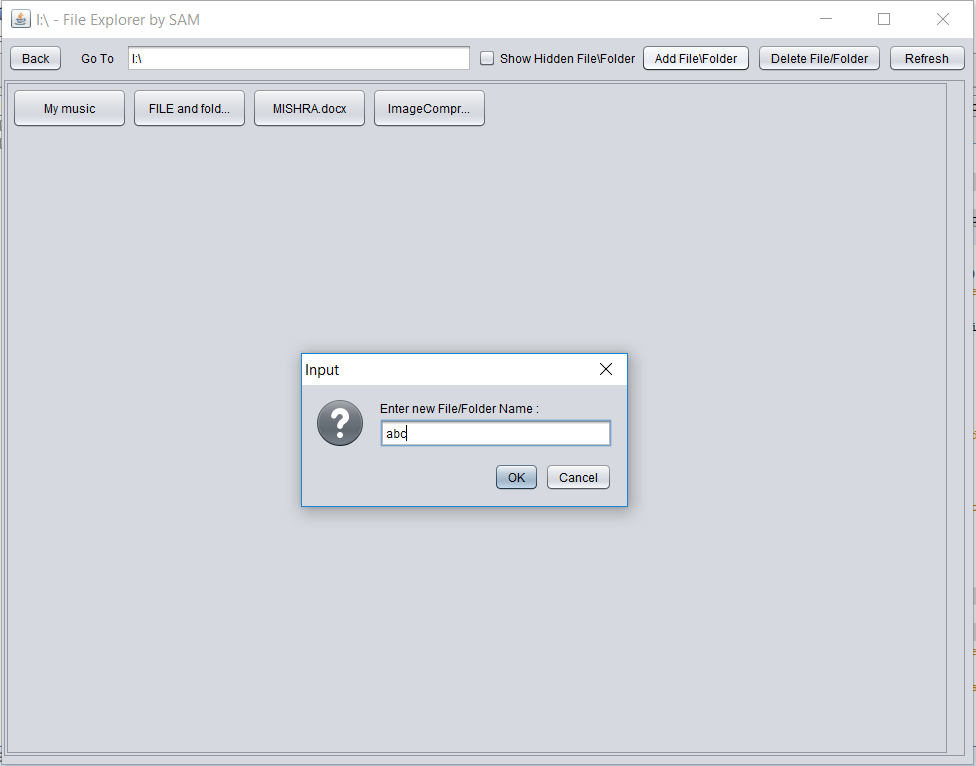 I:\ - File Explorer by SAM
Back Go To I:\ Show Hidden File\Folder Add File\Folder Delete File/Folder Refresh
My music FILE and fold... MISHRA.docx ImageCompr...
Input
?
Enter new File/Folder Name :
abc
OK Cancel